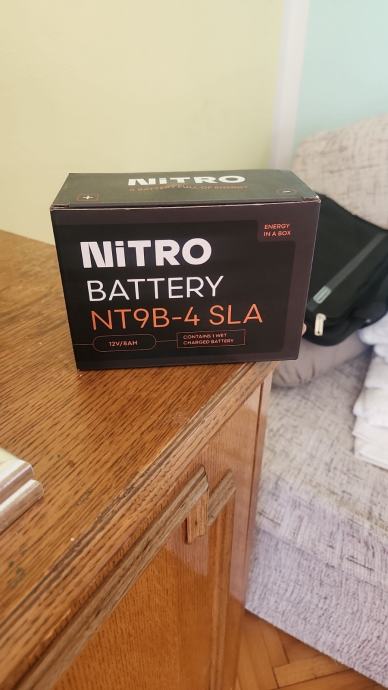 NiTRO
A BATTERY FULL OF ENERGY
+
-
ENERGY
IN A BOX
NiTRO
BATTERY
NT9B-4 SLA
12V/8AH
CONTAINS 1 WET
CHARGED BATTERY